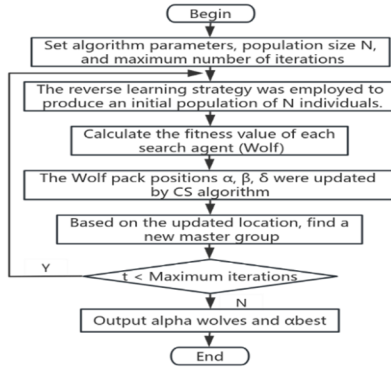 Begin
Set algorithm parameters, population size N,
and maximum number of iterations
The reverse learning strategy was employed to
produce an initial population of N individuals.
Calculate the fitness value of each
search agent (Wolf)
The Wolf pack positions α, β, δ were updated
by CS algorithm
Based on the updated location, find a
new master group
Y
t < Maximum iterations
N
Output alpha wolves and αbest
End